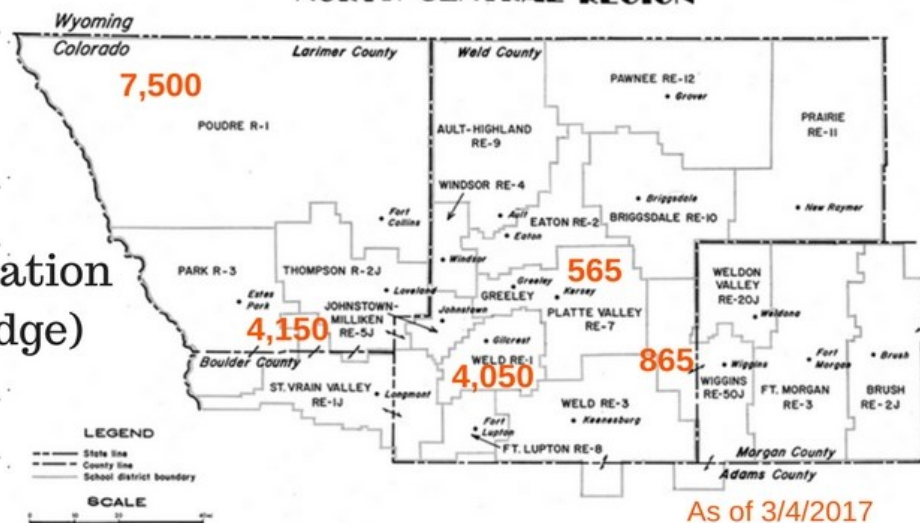 Wyoming
Colorado
Larimer County
Weld County
7,500
POUDRE R-1
PAWNEE RE-12
Grover
PRAIRIE
RE-11
AULT-HIGHLAND
RE-9
WINDSOR RE-4
Fort
Collins
Ault
Eaton
EATON RE-2
Briggsdale
BRIGGSDALE RE-10
New Raymer
ation
dge)
PARK R-3
Estes
Park
THOMPSON R-2J
Loveland
Windsor
Greeley
GREELEY
565
Kersey
PLATTE VALLEY
RE-7
WELDON
VALLEY
RE-20J
Weldona
4,150
JOHNSTOWN-
MILLIKEN
RE-5J
Johnstown
Gilcrest
WELD RE-1
4,050
865
Wiggins
WIGGINS
RE-50J
Fort
Morgan
FT. MORGAN
RE-3
Brush
BRUSH
RE-2J
Boulder County
ST. VRAIN VALLEY
RE-1J
Longmont
WELD RE-3
Keenesburg
Fort
Lupton
FT. LUPTON RE-8
Morgan County
Adams County
LEGEND
State line
County line
School district boundary
SCALE
As of 3/4/2017